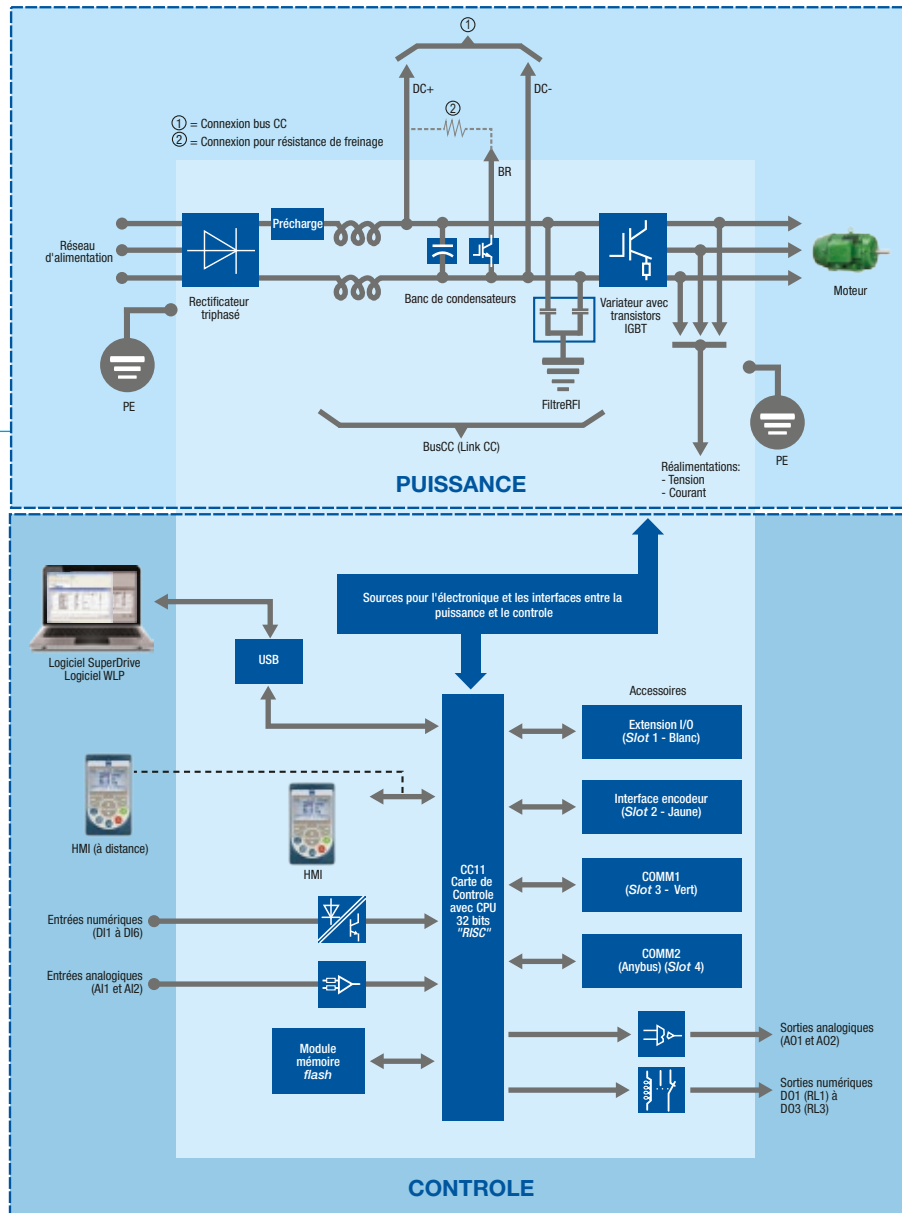 ①
DC+
DC-
②
① = Connexion bus CC
② = Connexion pour résistance de freinage
BR
Précharge
Réseau
d'alimentation
Rectificateur
triphasé
Banc de condensateurs
Variateur avec
transistors
IGBT
Moteur
PE
FiltreRFI
PE
BusCC (Link CC)
Réalimentations:
- Tension
- Courant
PUISSANCE
Sources pour l'électronique et les interfaces entre la
puissance et le controle
USB
Logiciel SuperDrive
Logiciel WLP
Accessoires
Extension I/O
(Slot 1 - Blanc)
Interface encodeur
(Slot 2 - Jaune)
HMI (à distance)
HMI
CC11
Carte de
Controle
avec CPU
32 bits
"RISC"
COMM1
(Slot 3 - Vert)
Entrées numériques
(DI1 à DI6)
COMM2
(Anybus) (Slot 4)
Entrées analogiques
(AI1 et AI2)
Sorties analogiques
(AO1 et AO2)
Module
mémoire
flash
Sorties numériques
DO1 (RL1) à
DO3 (RL3)
CONTROLE